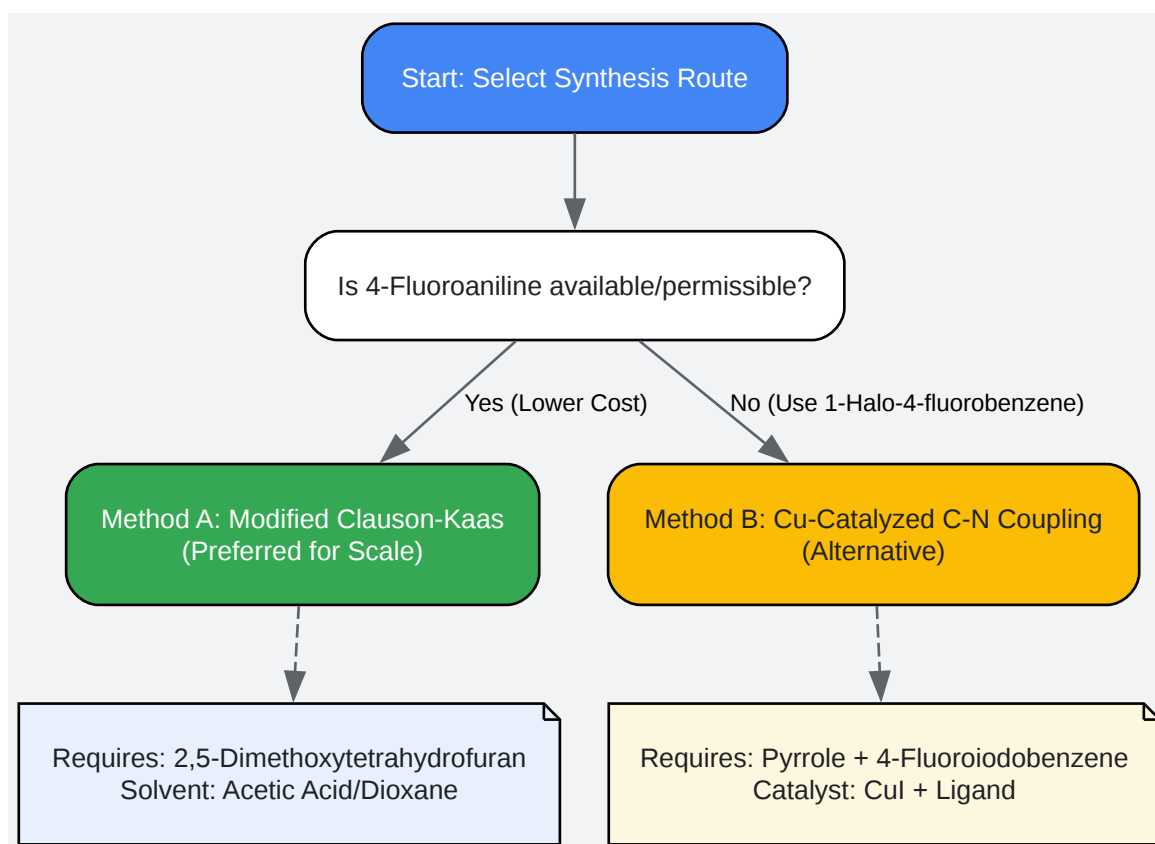 Start: Select Synthesis Route
Is 4-Fluoroaniline available/permissible?
Yes (Lower Cost)
No (Use 1-Halo-4-fluorobenzene)
Method A: Modified Clauson-Kaas
(Preferred for Scale)
Method B: Cu-Catalyzed C-N Coupling
(Alternative)
Requires: 2,5-Dimethoxytetrahydrofuran
Solvent: Acetic Acid/Dioxane
Requires: Pyrrole + 4-Fluoroiodobenzene
Catalyst: CuI + Ligand